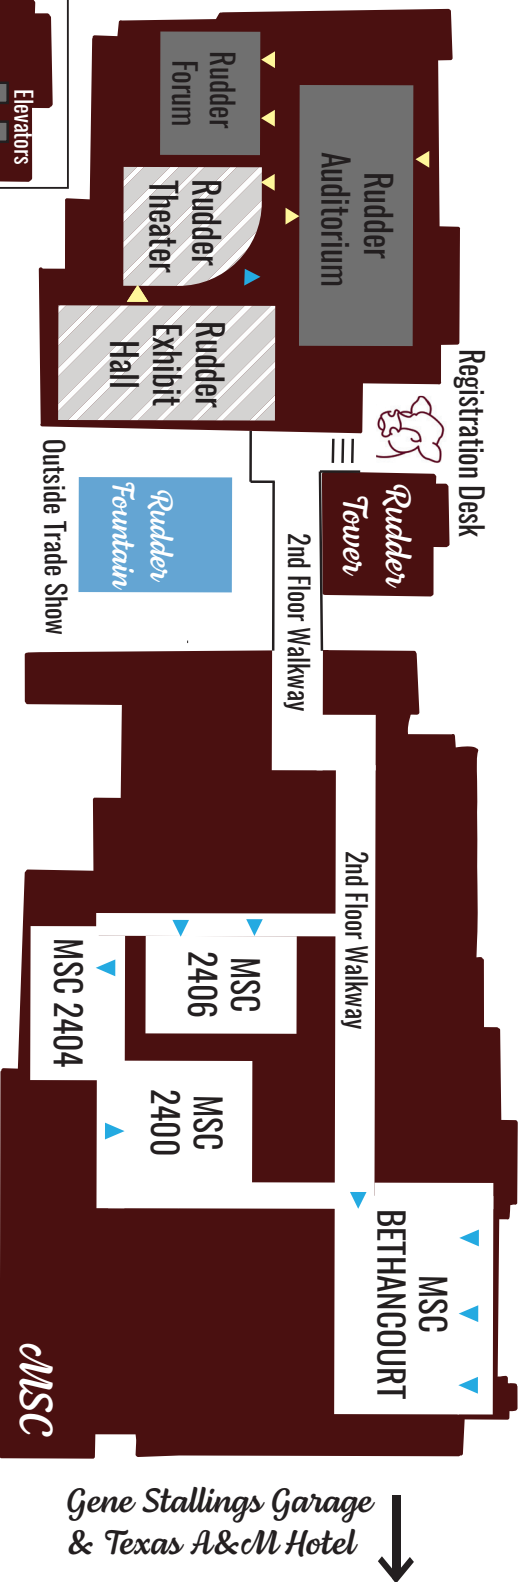 Elevators
Rudder
Forum
Rudder
Auditorium
Rudder
Theater
Rudder
Exhibit
Hall
Registration Desk
Rudder
Tower
Rudder
Fountain
Outside Trade Show
2nd Floor Walkway
2nd Floor Walkway
MSC 2404
MSC
2406
MSC
2400
MSC
BETHANCOURT
MSC
Gene Stallings Garage
& Texas A&M Hotel